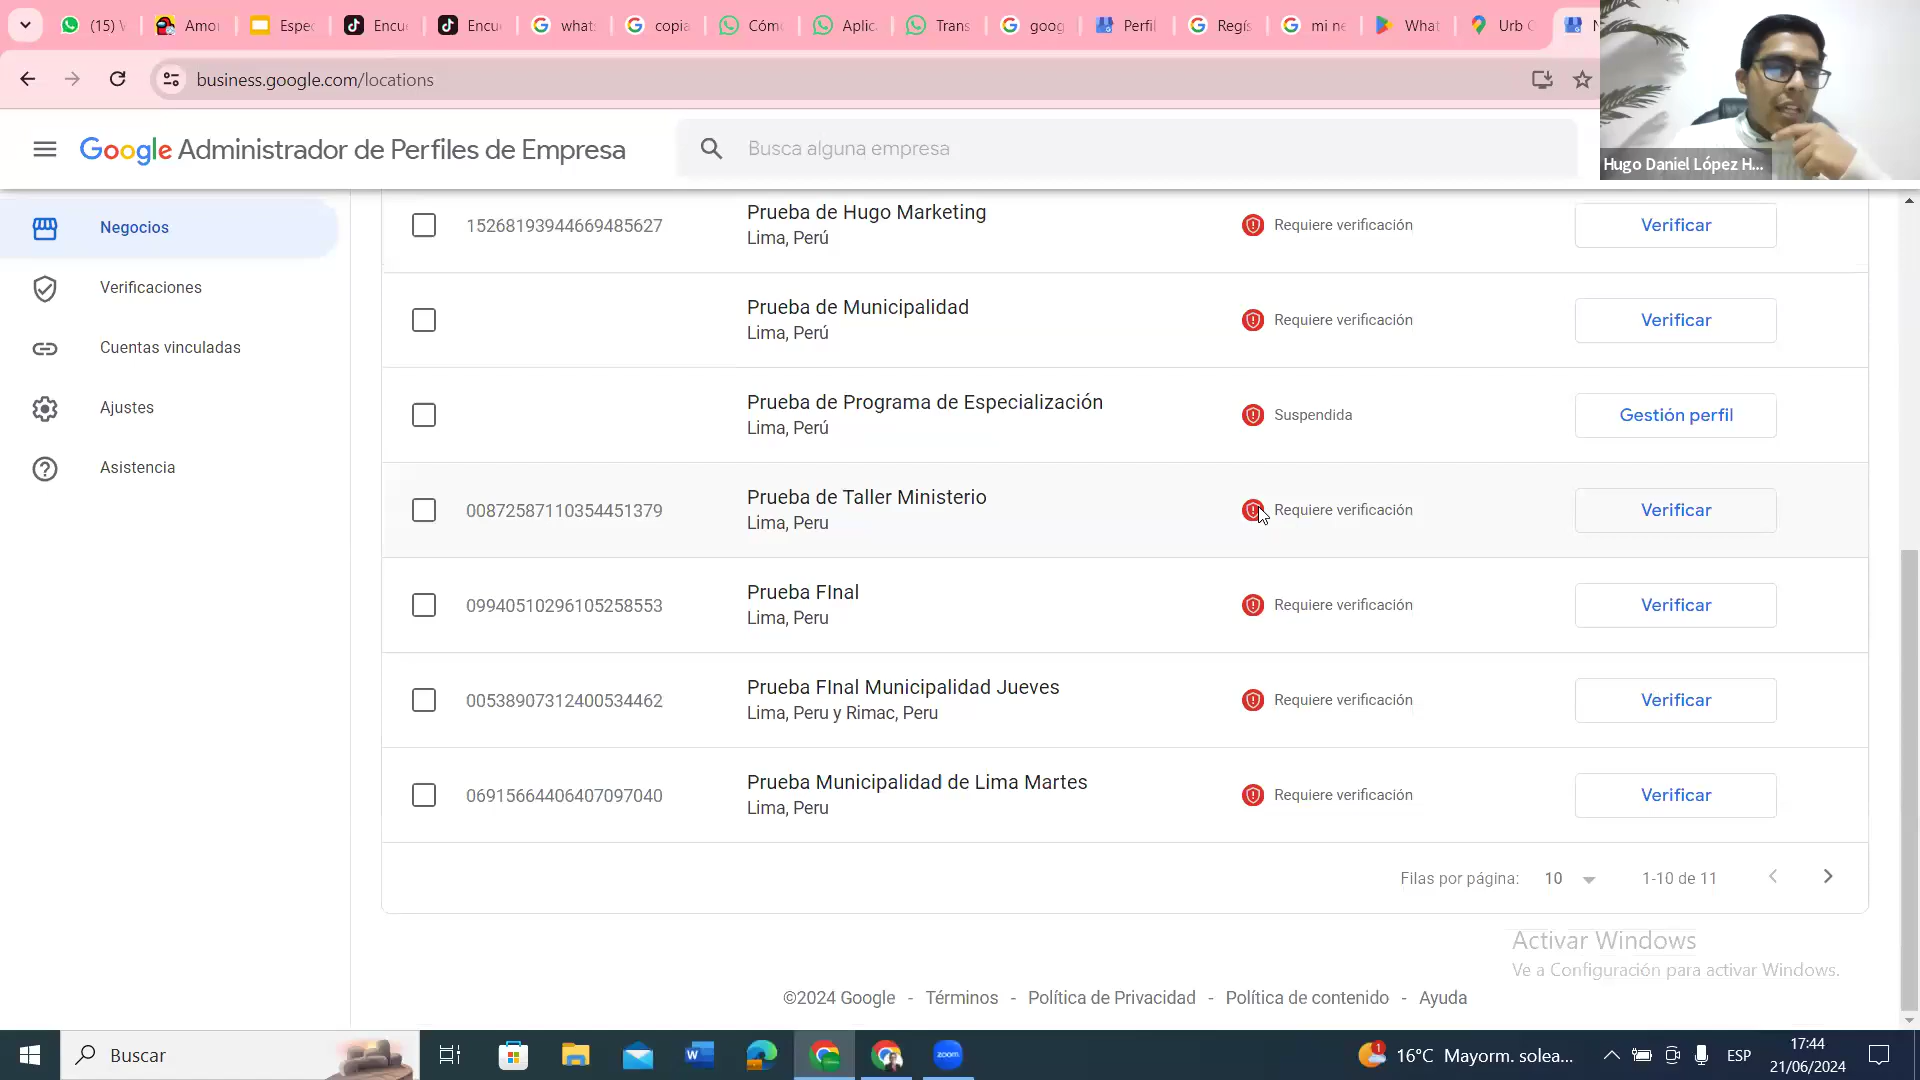 (15) V
Amo
Espec
Encue
Encu
what
copia
Cóm
Aplic
Trans
goog
Perfil
Regís
mi ne
What
Urb C
business.google.com/locations
Google Administrador de Perfiles de Empresa
Busca alguna empresa
Hugo Daniel López H...
Negocios
Verificaciones
Cuentas vinculadas
Ajustes
Asistencia
15268193944669485627
Prueba de Hugo Marketing
Lima, Perú
Requiere verificación
Verificar
Prueba de Municipalidad
Lima, Perú
Requiere verificación
Verificar
Prueba de Programa de Especialización
Lima, Perú
Suspendida
Gestión perfil
00872587110354451379
Prueba de Taller Ministerio
Lima, Peru
Requiere verificación
Verificar
09940510296105258553
Prueba FInal
Lima, Peru
Requiere verificación
Verificar
00538907312400534462
Prueba FInal Municipalidad Jueves
Lima, Peru y Rimac, Peru
Requiere verificación
Verificar
06915664406407097040
Prueba Municipalidad de Lima Martes
Lima, Peru
Requiere verificación
Verificar
Filas por página: 10 1-10 de 11
Activar Windows
Ve a Configuración para activar Windows.
©2024 Google - Términos - Política de Privacidad - Política de contenido - Ayuda
Buscar
zoom
1
16°C Mayorm. solea...
ESP
17:44
21/06/2024